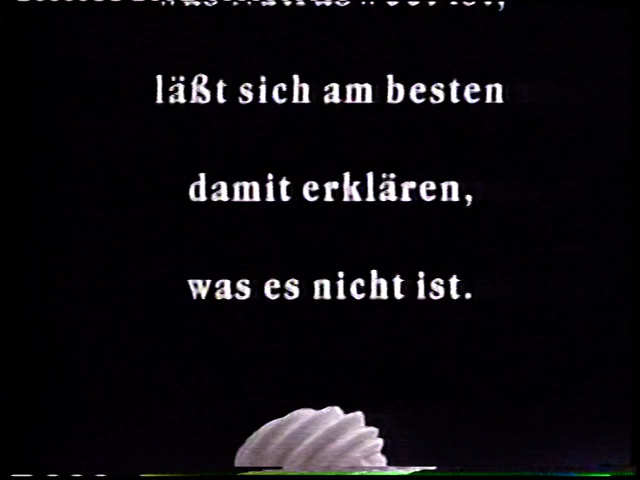 läßt sich am besten
damit erklären,
was es nicht ist.